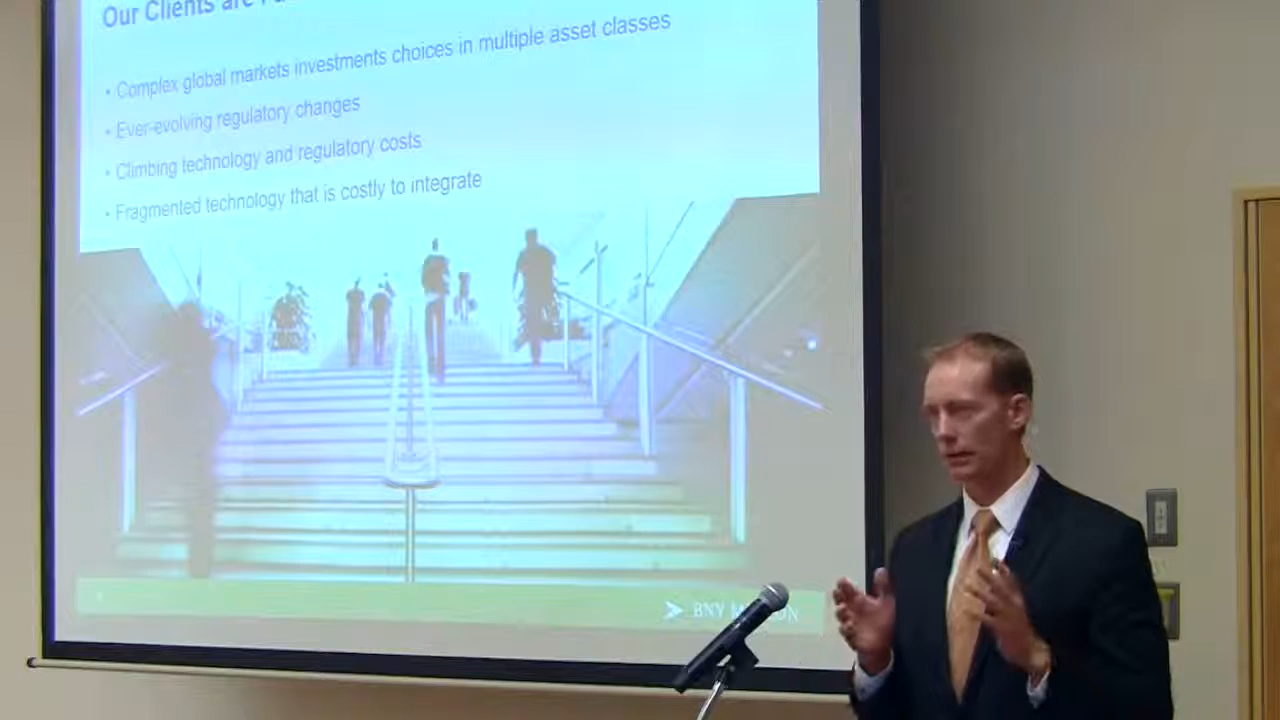 Our Clients are
• Complex global markets investments choices in multiple asset classes
• Ever-evolving regulatory changes
• Climbing technology and regulatory costs
• Fragmented technology that is costly to integrate
BNY